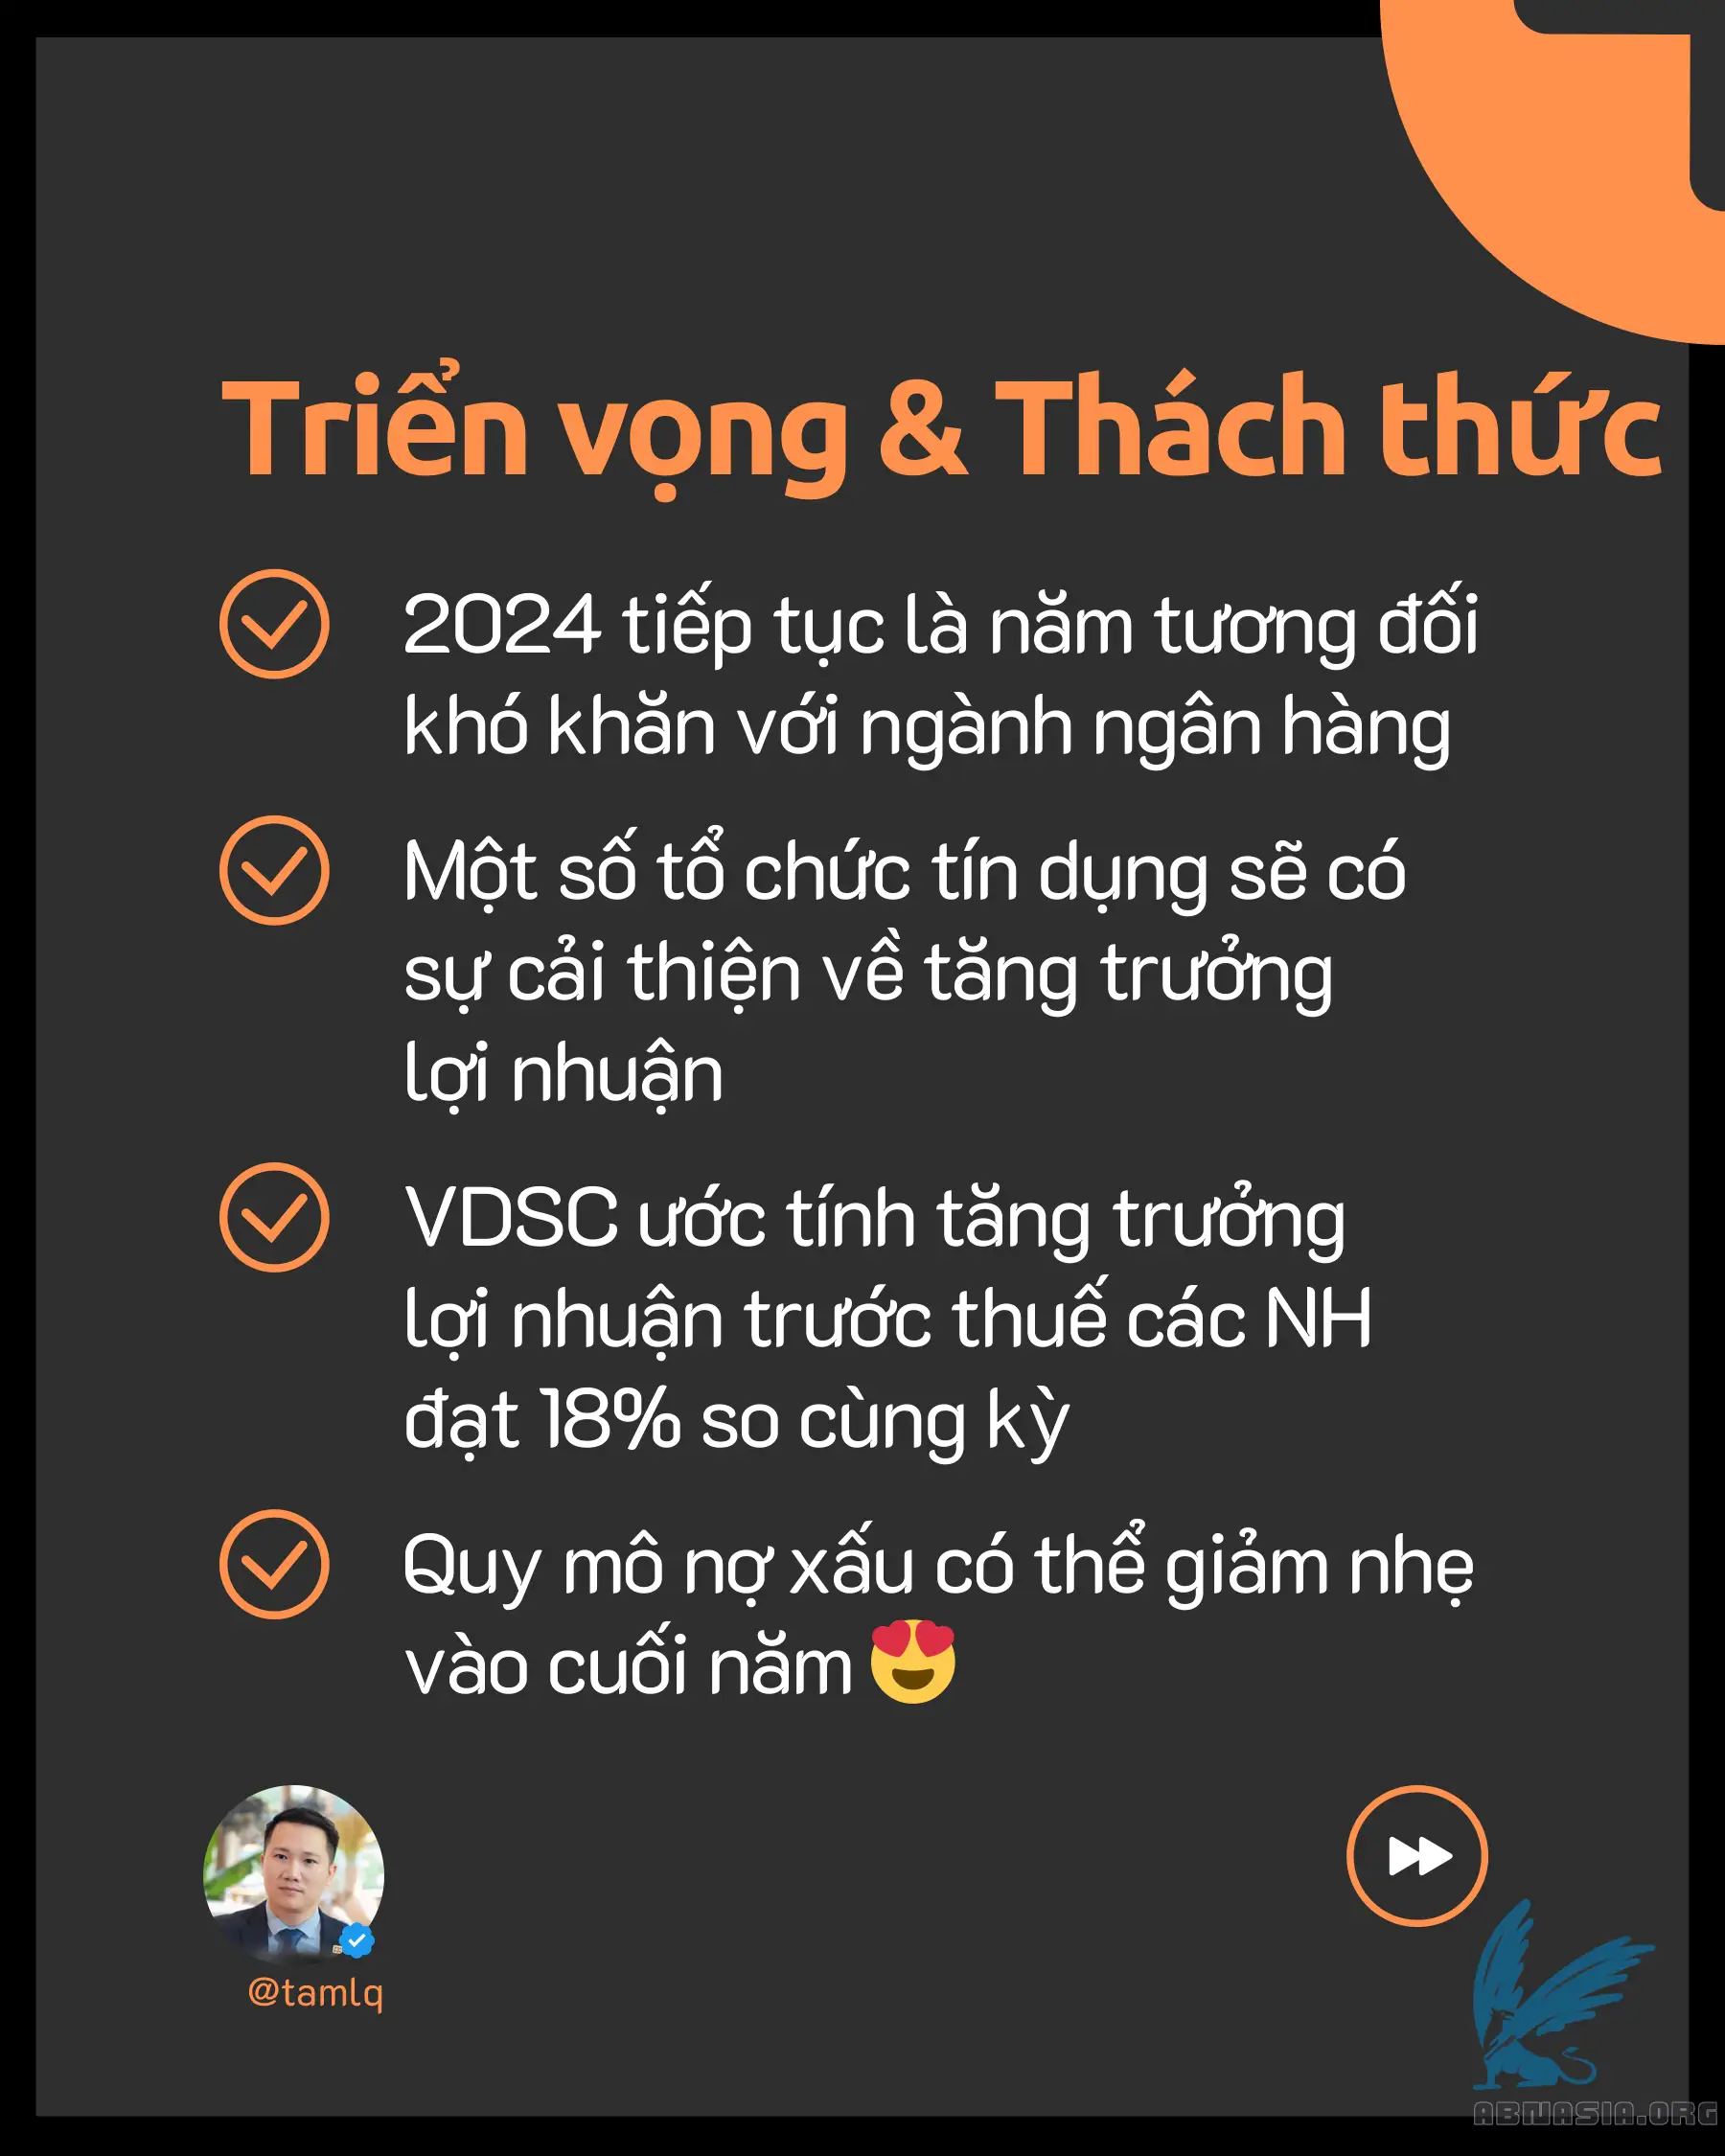 Triển vọng & Thách thức
2024 tiếp tục là năm tương đối
khó khăn với ngành ngân hàng
Một số tổ chức tín dụng sẽ có
sự cải thiện về tăng trưởng
lợi nhuận
VDSC ước tính tăng trưởng
lợi nhuận trước thuế các NH
đạt 18% so cùng kỳ
Quy mô nợ xấu có thể giảm nhẹ
vào cuối năm 😍
@tamlq
ABNASIA.ORG